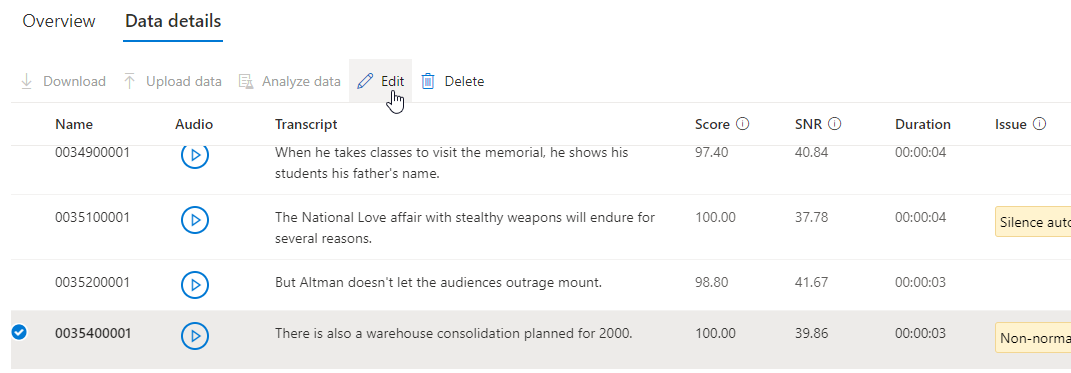 Overview Data details
Download Upload data Analyze data Edit Delete
Name Audio Transcript Score SNR Duration Issue
0034900001 When he takes classes to visit the memorial, he shows his 97.40 40.84 00:00:04
students his father's name.
0035100001 The National Love affair with stealthy weapons will endure for 100.00 37.78 00:00:04 Silence auto
several reasons.
0035200001 But Altman doesn't let the audiences outrage mount. 98.80 41.67 00:00:03
0035400001 There is also a warehouse consolidation planned for 2000. 100.00 39.86 00:00:03 Non-norma